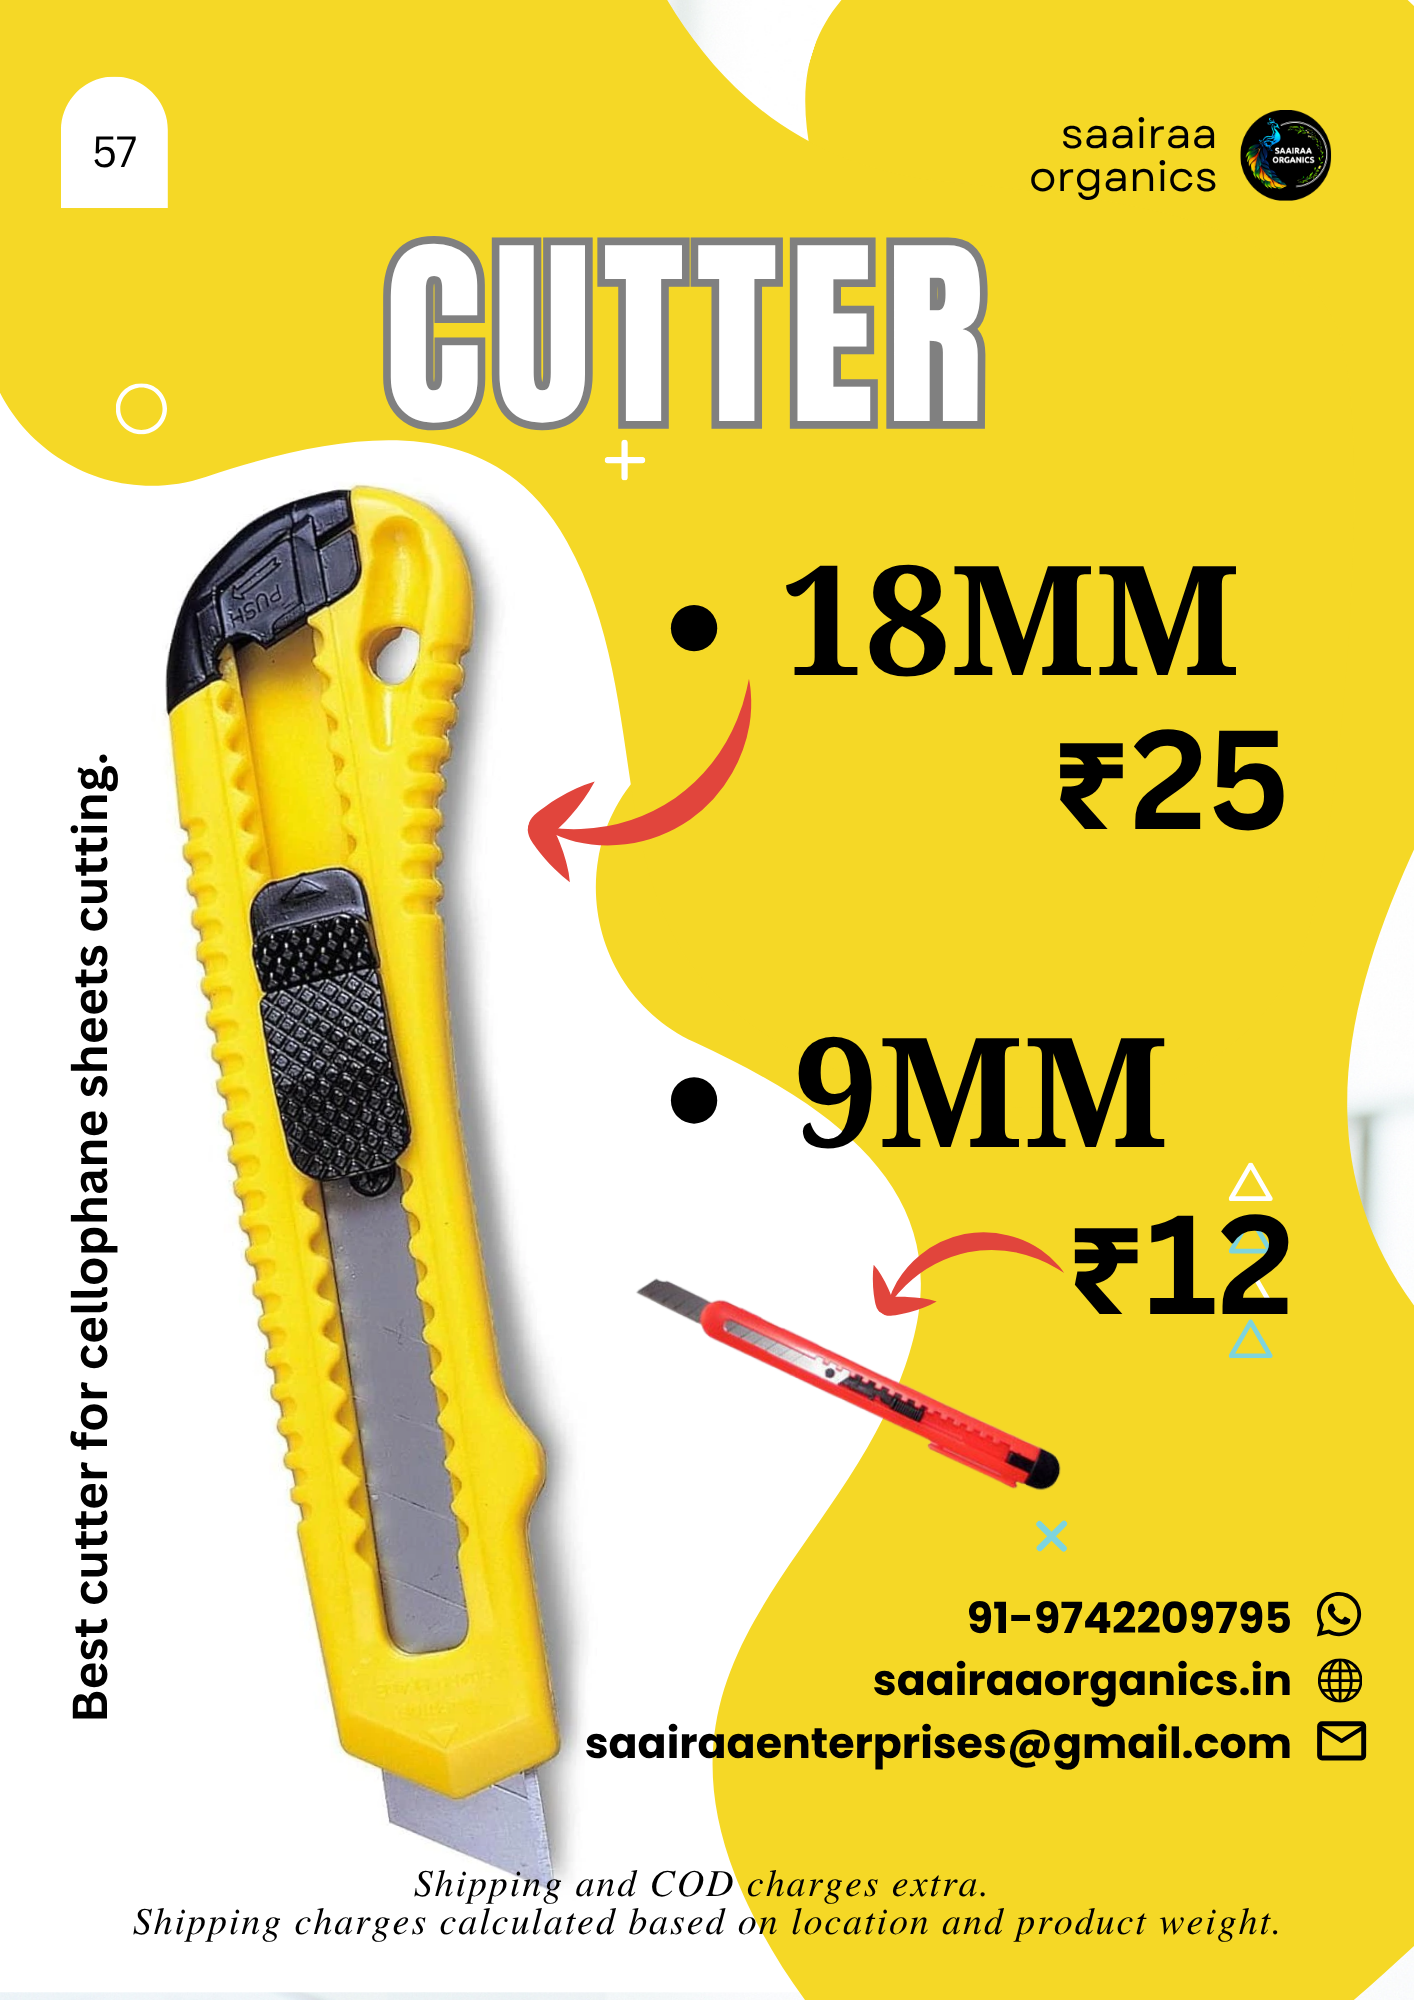 57
saairaa
organics
SAAIRAA
ORGANICS
CUTTER
PUSH
• 18MM
₹25
• 9MM
₹12
Best cutter for cellophane sheets cutting.
91-9742209795
saairaaorganics.in
saairaaenterprises@gmail.com
Shipping and COD charges extra.
Shipping charges calculated based on location and product weight.